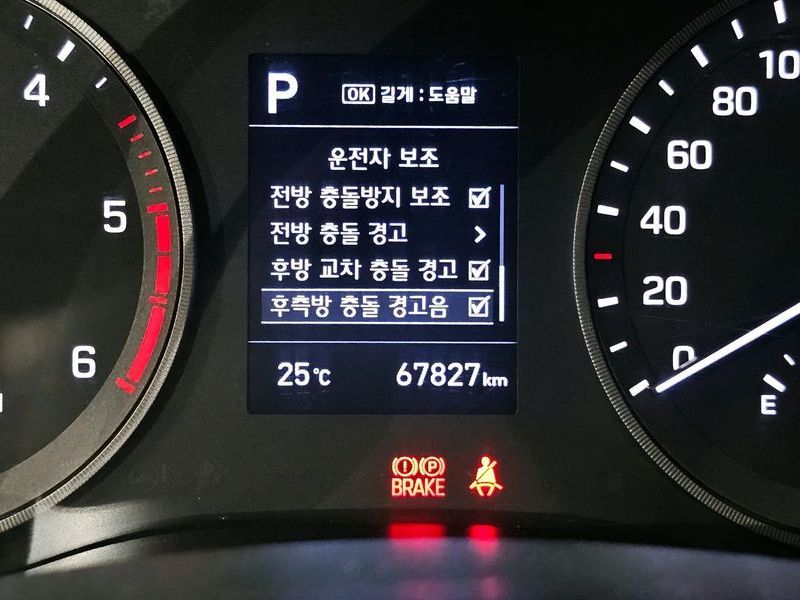 4
5
6
P
OK 길게 : 도움말
운전자 보조
전방 충돌방지 보조
전방 충돌 경고
후방 교차 충돌 경고
후측방 충돌 경고음
25℃ 67827km
(!) (P)
BRAKE
80
60
40
20
0
E